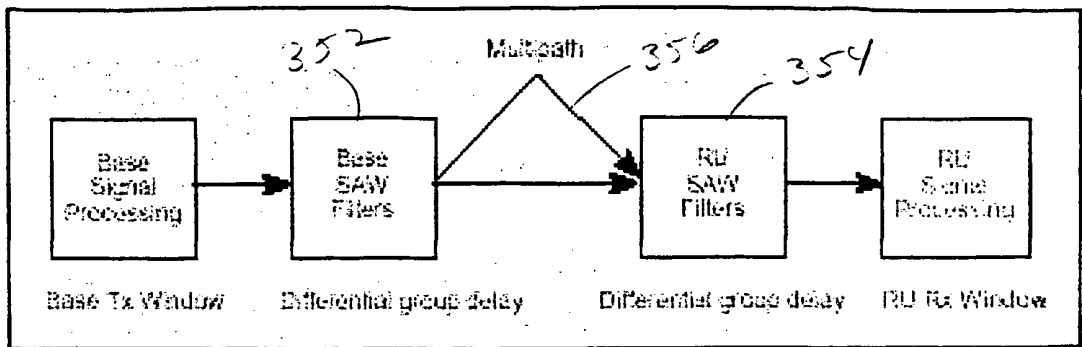 352
Multipath
356
354
Base
Signal
Processing
Base
SAW
Filters
RU
SAW
Filters
RU
Signal
Processing
Base Tx Window
Differential group delay
Differential group delay
RU Rx Window